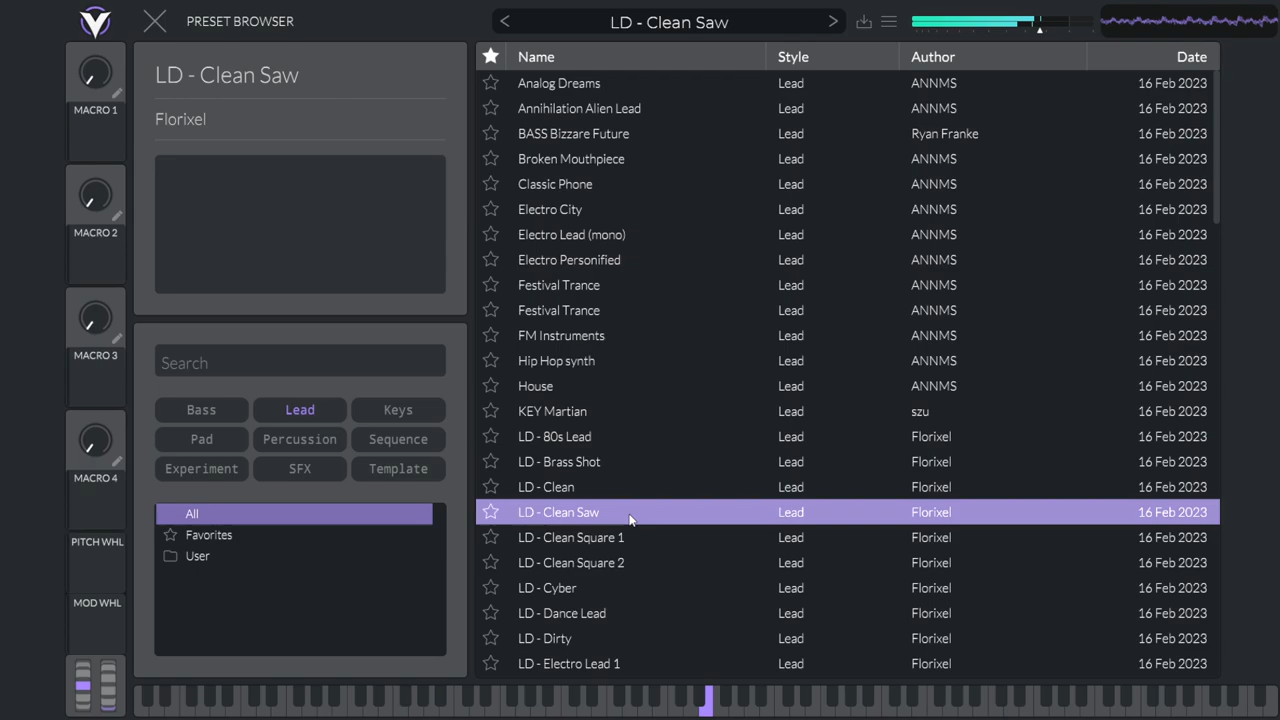 PRESET BROWSER
LD - Clean Saw
MACRO 1
MACRO 2
MACRO 3
MACRO 4
PITCH WHL
MOD WHL
LD - Clean Saw
Florixel
Search
Bass Lead Keys
Pad Percussion Sequence
Experiment SFX Template
All
Favorites
User
Name Style Author Date
Analog Dreams Lead ANNMS 16 Feb 2023
Annihilation Alien Lead Lead ANNMS 16 Feb 2023
BASS Bizzare Future Lead Ryan Franke 16 Feb 2023
Broken Mouthpiece Lead ANNMS 16 Feb 2023
Classic Phone Lead ANNMS 16 Feb 2023
Electro City Lead ANNMS 16 Feb 2023
Electro Lead (mono) Lead ANNMS 16 Feb 2023
Electro Personified Lead ANNMS 16 Feb 2023
Festival Trance Lead ANNMS 16 Feb 2023
Festival Trance Lead ANNMS 16 Feb 2023
FM Instruments Lead ANNMS 16 Feb 2023
Hip Hop synth Lead ANNMS 16 Feb 2023
House Lead ANNMS 16 Feb 2023
KEY Martian Lead szu 16 Feb 2023
LD - 80s Lead Lead Florixel 16 Feb 2023
LD - Brass Shot Lead Florixel 16 Feb 2023
LD - Clean Lead Florixel 16 Feb 2023
LD - Clean Saw Lead Florixel 16 Feb 2023
LD - Clean Square 1 Lead Florixel 16 Feb 2023
LD - Clean Square 2 Lead Florixel 16 Feb 2023
LD - Cyber Lead Florixel 16 Feb 2023
LD - Dance Lead Lead Florixel 16 Feb 2023
LD - Dirty Lead Florixel 16 Feb 2023
LD - Electro Lead 1 Lead Florixel 16 Feb 2023